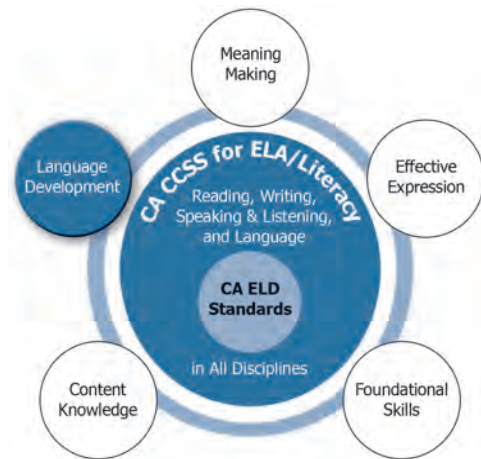 Meaning
Making
Language
Development
Effective
Expression
CA CCSS for ELA/Literacy
Reading, Writing,
Speaking & Listening,
and Language
CA ELD
Standards
in All Disciplines
Content
Knowledge
Foundational
Skills